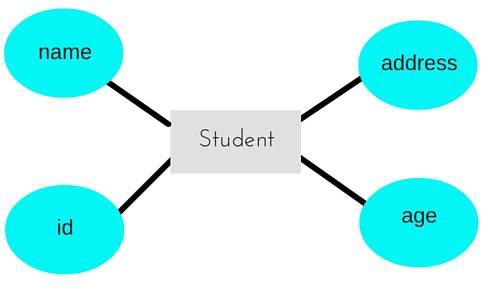 name
address
Student
id
age